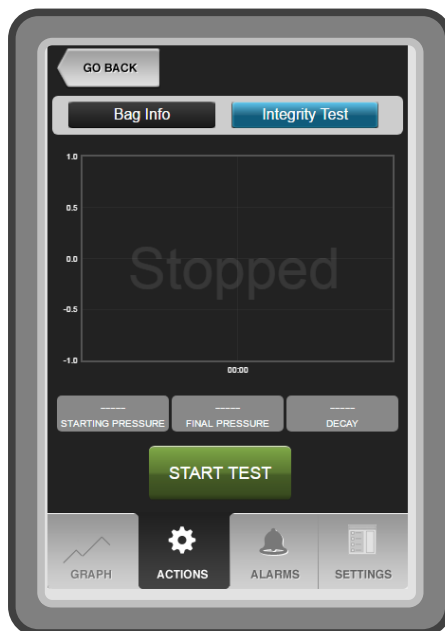 GO BACK
Bag Info Integrity Test
1.0
0.5
0.0
-0.5
-1.0
Stopped
00:00
----- ----- -----
STARTING PRESSURE FINAL PRESSURE DECAY
START TEST
GRAPH ACTIONS ALARMS SETTINGS